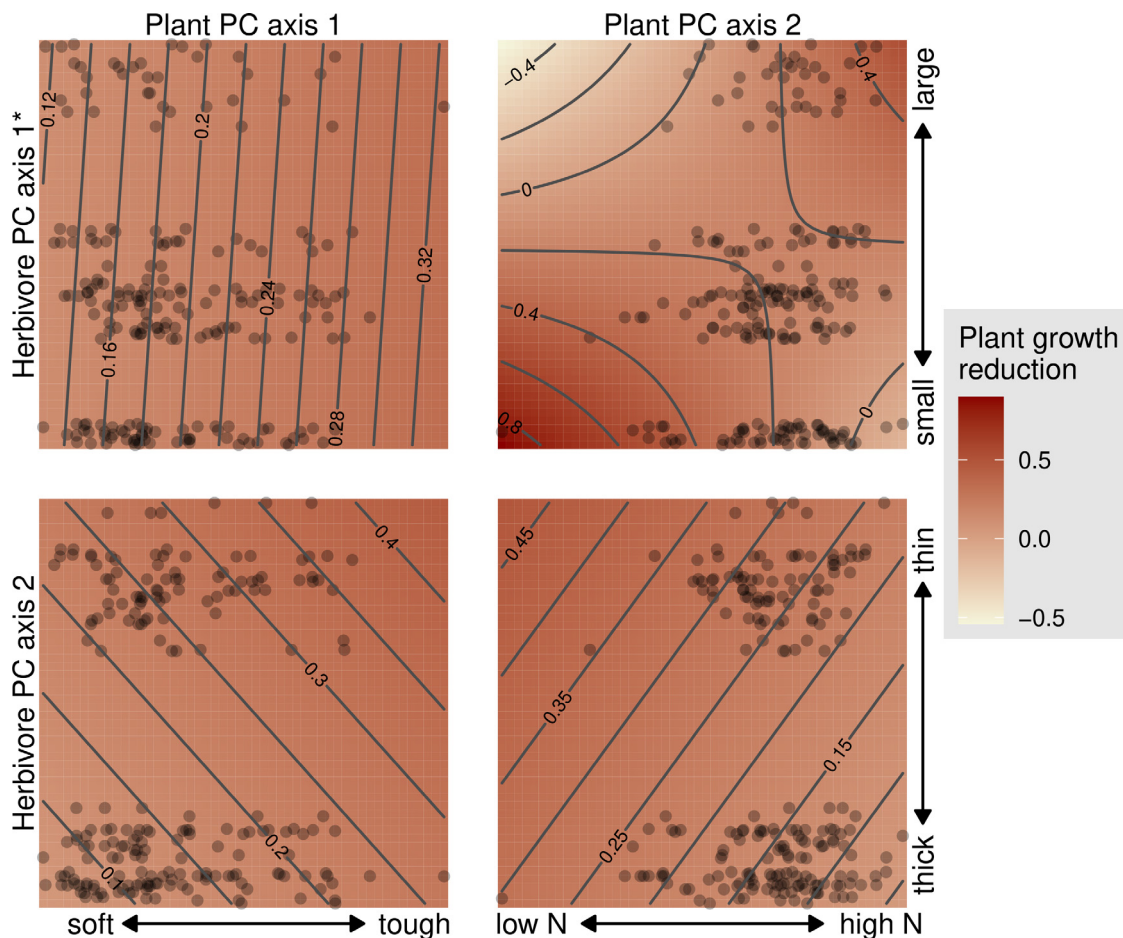 Plant PC axis 1
Plant PC axis 2
Herbivore PC axis 1*
0.12
0.16
0.2
0.24
0.28
0.32
−0.4
0
0.4
0.4
0.8
0
large
small
Plant growth
reduction
0.5
0.0
−0.5
Herbivore PC axis 2
0.4
0.3
0.2
0.1
0.45
0.35
0.25
0.15
thin
thick
soft
tough
low N
high N